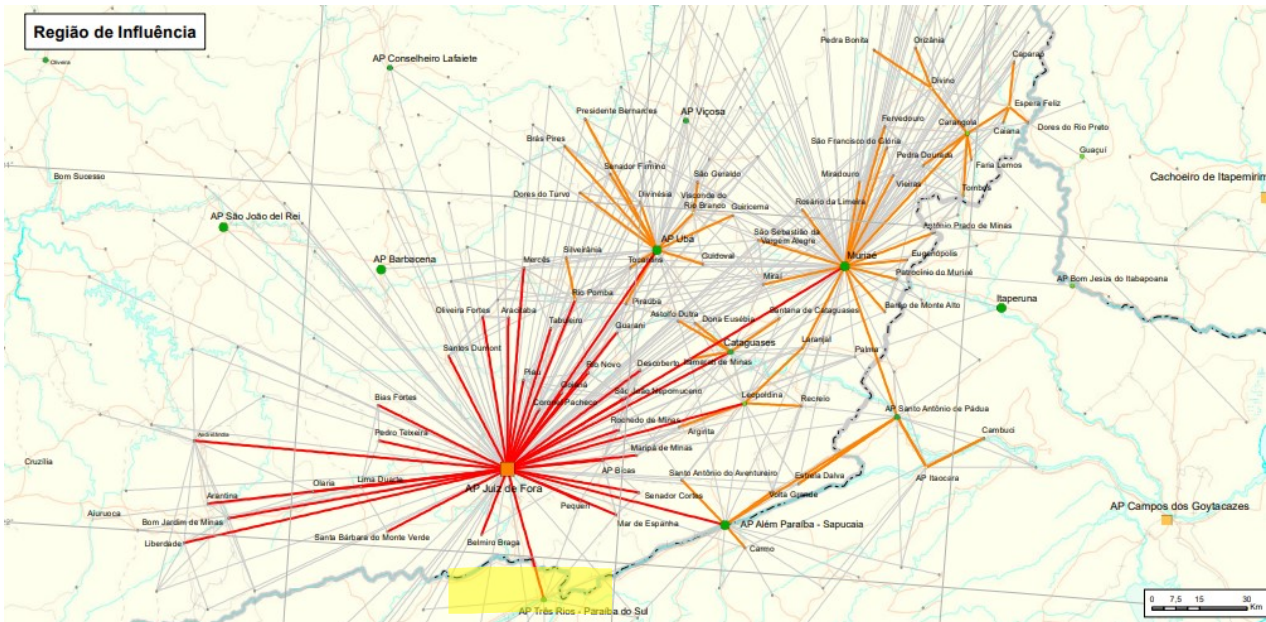 Região de Influência
Pedra Bonita
Orizânia
Caparaó
AP Conselheiro Lafaiete
Divino
Presidente Bernardes
AP Viçosa
Espera Feliz
Fervedouro
Carangola
Caiana
Dores do Rio Preto
Brás Pires
São Francisco do Glória
Guaçuí
Pedra Dourada
Senador Firmino
São Geraldo
Miradouro
Faria Lemos
Bom Sucesso
Vieiras
Cachoeiro de Itapemirim
Dores do Turvo
Divinésia
Visconde do
Rio Branco
Tombos
Rosário da Limeira
AP São João del Rei
Guiricema
Antônio Prado de Minas
São Sebastião da
Vargem Alegre
AP Ubá
Silveirânia
Muriaé
Eugenópolis
Mercês
Tocantins
Guidoval
AP Barbacena
Patrocínio do Muriaé
Miraí
AP Bom Jesus do Itabapoana
Rio Pomba
Piraúba
Itaperuna
Oliveira Fortes
Aracitaba
Astolfo Dutra
Dona Eusébia
Santana de Cataguases
Barão de Monte Alto
Tabuleiro
Guarani
Laranjal
Cataguases
Santos Dumont
Palma
Rio Novo
Descoberto
Itamarati de Minas
Piau
Goianá
São João Nepomuceno
Bias Fortes
Coronel Pacheco
Leopoldina
Recreio
AP Santo Antônio de Pádua
Rochedo de Minas
Argirita
Cambuci
Pedro Teixeira
Andrelândia
Maripá de Minas
Cruzília
AP Bicas
Santo Antônio do Aventureiro
Estrela Dalva
AP Itaocara
Olaria
Lima Duarte
AP Juiz de Fora
Arantina
Senador Cortes
Volta Grande
Pequeri
AP Campos dos Goytacazes
Aiuruoca
Bom Jardim de Minas
Mar de Espanha
AP Além Paraíba - Sapucaia
Santa Bárbara do Monte Verde
Liberdade
Belmiro Braga
Carmo
0 7,5 15 30
Km
AP Três Rios - Paraíba do Sul